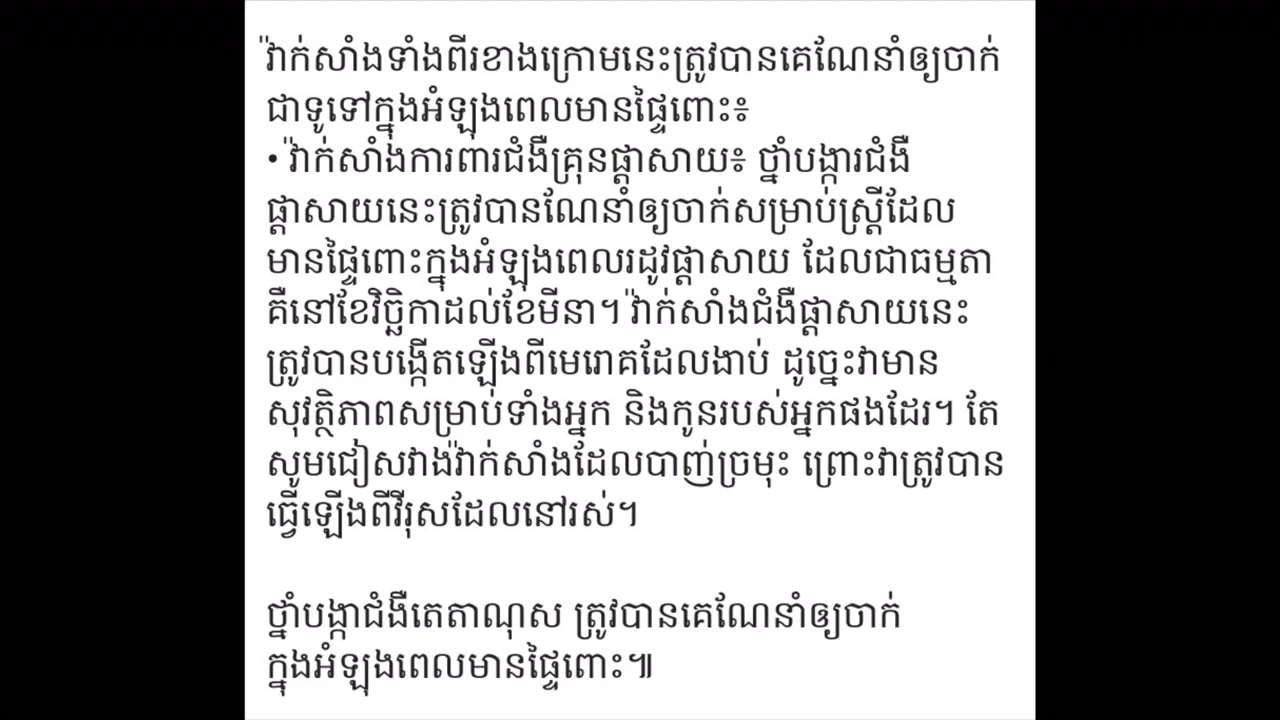 វ៉ាក់សាំងទាំងពីរខាងក្រោមនេះត្រូវបានគេណែនាំឲ្យចាក់
ជាទូទៅក្នុងអំឡុងពេលមានផ្ទៃពោះ៖
• វ៉ាក់សាំងការពារជំងឺគ្រុនផ្ដាសាយ៖ ថ្នាំបង្ការជំងឺ
ផ្ដាសាយនេះត្រូវបានណែនាំឲ្យចាក់សម្រាប់ស្ត្រីដែល
មានផ្ទៃពោះក្នុងអំឡុងពេលរដូវផ្ដាសាយ ដែលជាធម្មតា
គឺនៅខែវិច្ឆិកាដល់ខែមីនា។ វ៉ាក់សាំងជំងឺផ្ដាសាយនេះ
ត្រូវបានបង្កើតឡើងពីមេរោគដែលងាប់ ដូច្នេះវាមាន
សុវត្ថិភាពសម្រាប់ទាំងអ្នក និងកូនរបស់អ្នកផងដែរ។ តែ
សូមជៀសវាងវ៉ាក់សាំងដែលបាញ់ច្រមុះ ព្រោះវាត្រូវបាន
ធ្វើឡើងពីវីរុសដែលនៅរស់។
ថ្នាំបង្កាជំងឺតេតាណុស ត្រូវបានគេណែនាំឲ្យចាក់
ក្នុងអំឡុងពេលមានផ្ទៃពោះ៕